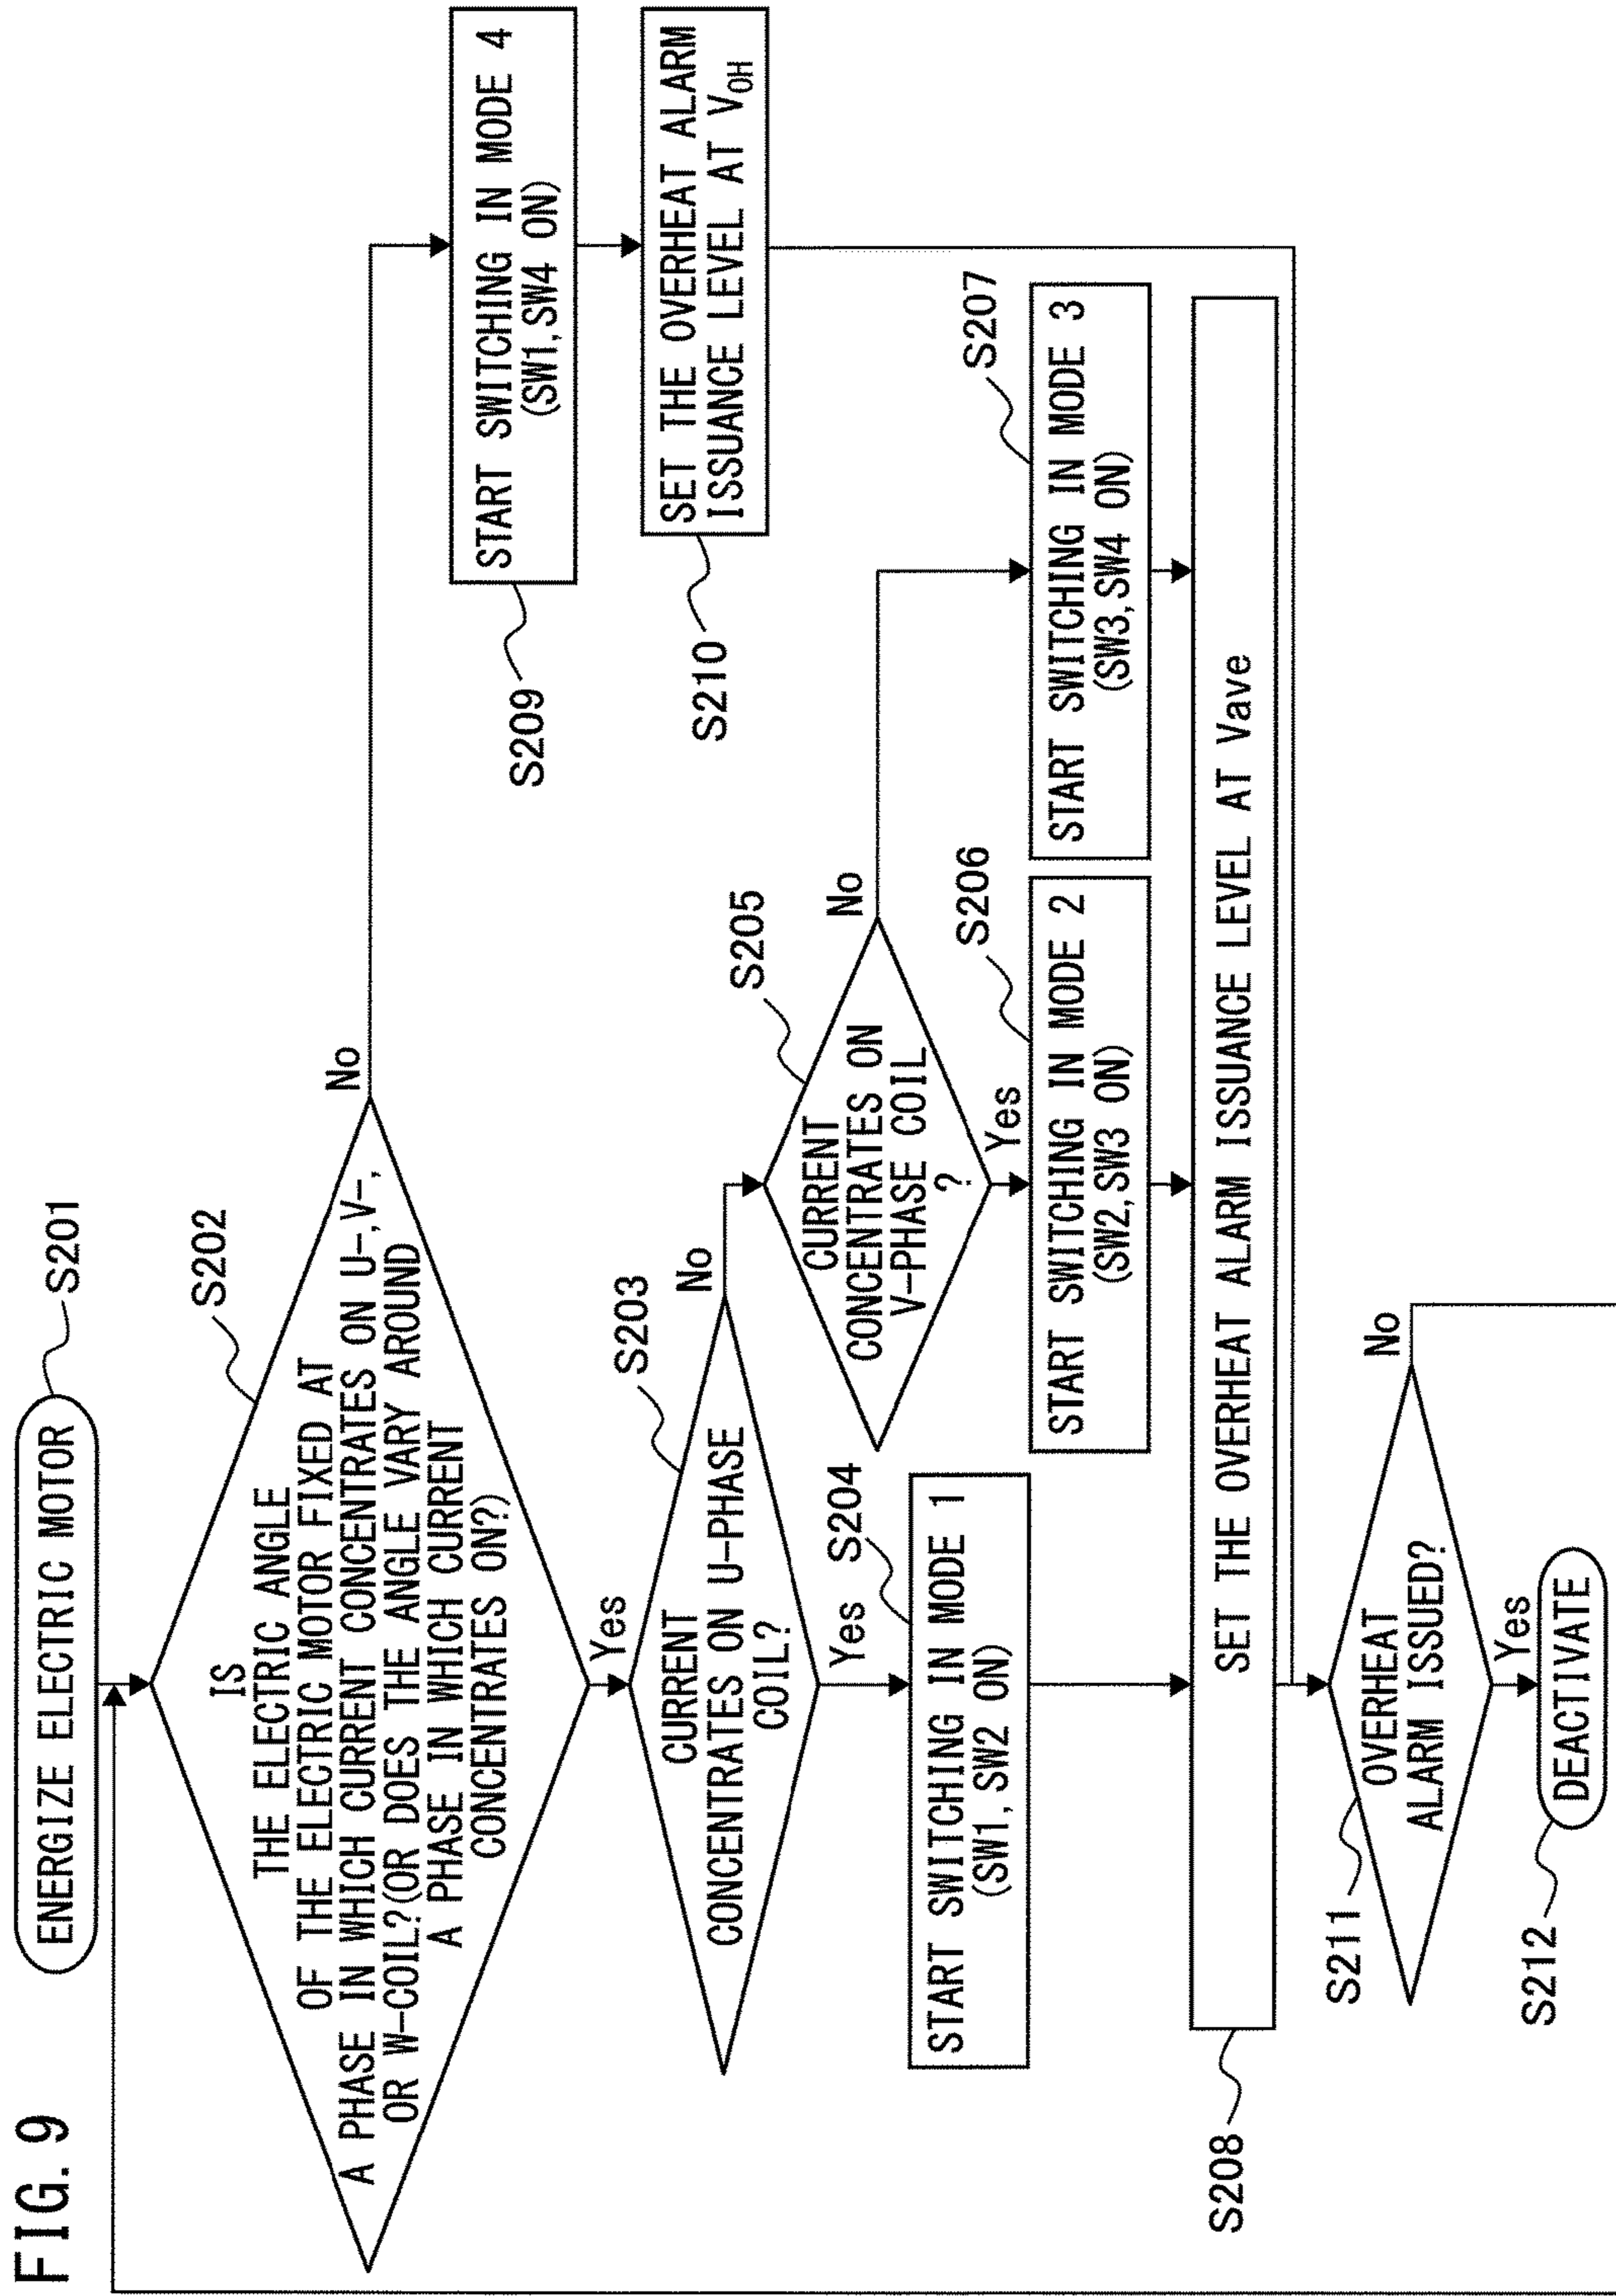 FIG. 9
ENERGIZE ELECTRIC MOTOR
S201
IS
THE ELECTRIC ANGLE
OF THE ELECTRIC MOTOR FIXED AT
A PHASE IN WHICH CURRENT CONCENTRATES ON U-,V-,
OR W-COIL?(OR DOES THE ANGLE VARY AROUND
A PHASE IN WHICH CURRENT
CONCENTRATES ON?)
S202
No
Yes
CURRENT
CONCENTRATES ON U-PHASE
COIL?
S203
No
Yes
START SWITCHING IN MODE 1
(SW1, SW2 ON)
S204
CURRENT
CONCENTRATES ON
V-PHASE COIL
?
S205
No
Yes
START SWITCHING IN MODE 2
(SW2,SW3 ON)
S206
START SWITCHING IN MODE 3
(SW3,SW4 ON)
S207
START SWITCHING IN MODE 4
(SW1,SW4 ON)
S209
SET THE OVERHEAT ALARM
ISSUANCE LEVEL AT VOH
S210
SET THE OVERHEAT ALARM ISSUANCE LEVEL AT Vave
S208
OVERHEAT
ALARM ISSUED?
S211
No
Yes
DEACTIVATE
S212